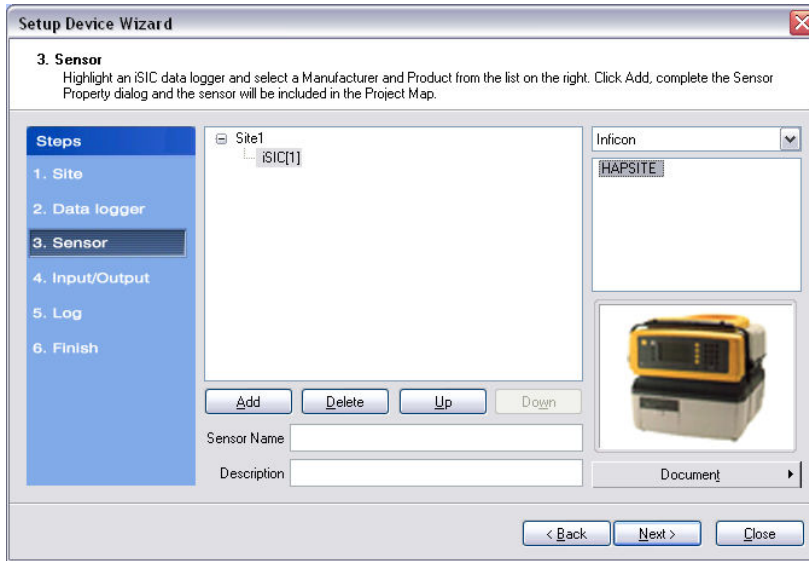 Setup Device Wizard
3. Sensor
Highlight an iSIC data logger and select a Manufacturer and Product from the list on the right. Click Add, complete the Sensor
Property dialog and the sensor will be included in the Project Map.
Steps
1. Site
2. Data logger
3. Sensor
4. Input/Output
5. Log
6. Finish
Site1
iSIC[1]
Inficon
HAPSITE
Add
Delete
Up
Down
Sensor Name
Description
Document
< Back
Next >
Close